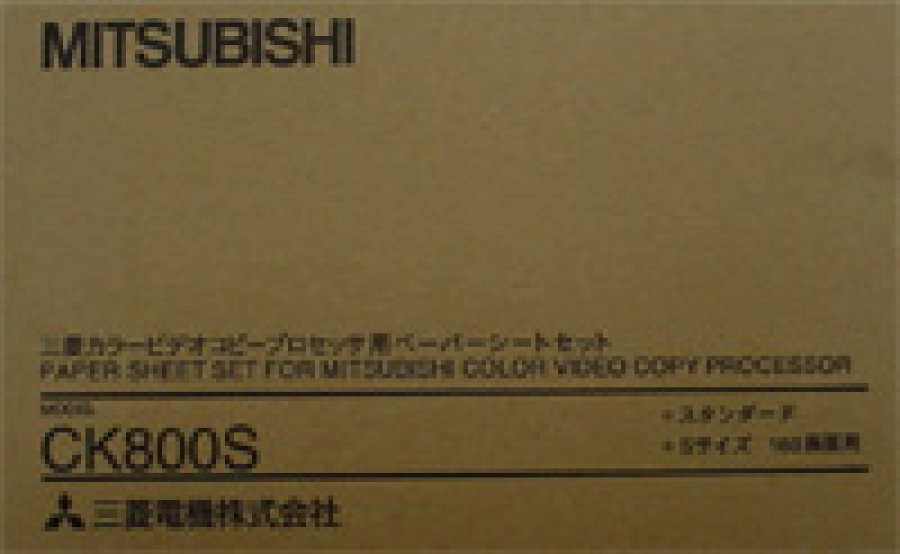 MITSUBISHI
三菱カラービデオコピープロセッサ用ペーパーシートセット
PAPER SHEET SET FOR MITSUBISHI COLOR VIDEO COPY PROCESSOR
MODEL
CK800S
スタンダード
Sサイズ
三菱電機株式会社